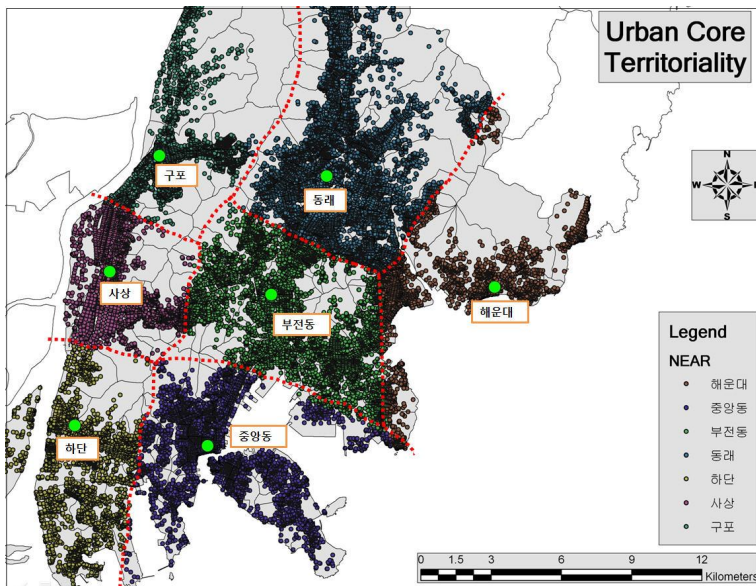 Urban Core
Territoriality
구포
동래
N
W
E
S
사상
부전동
해운대
하단
중앙동
Legend
NEAR
해운대
중앙동
부전동
동래
하단
사상
구포
0 1.5 3 6 9 12
Kilometers